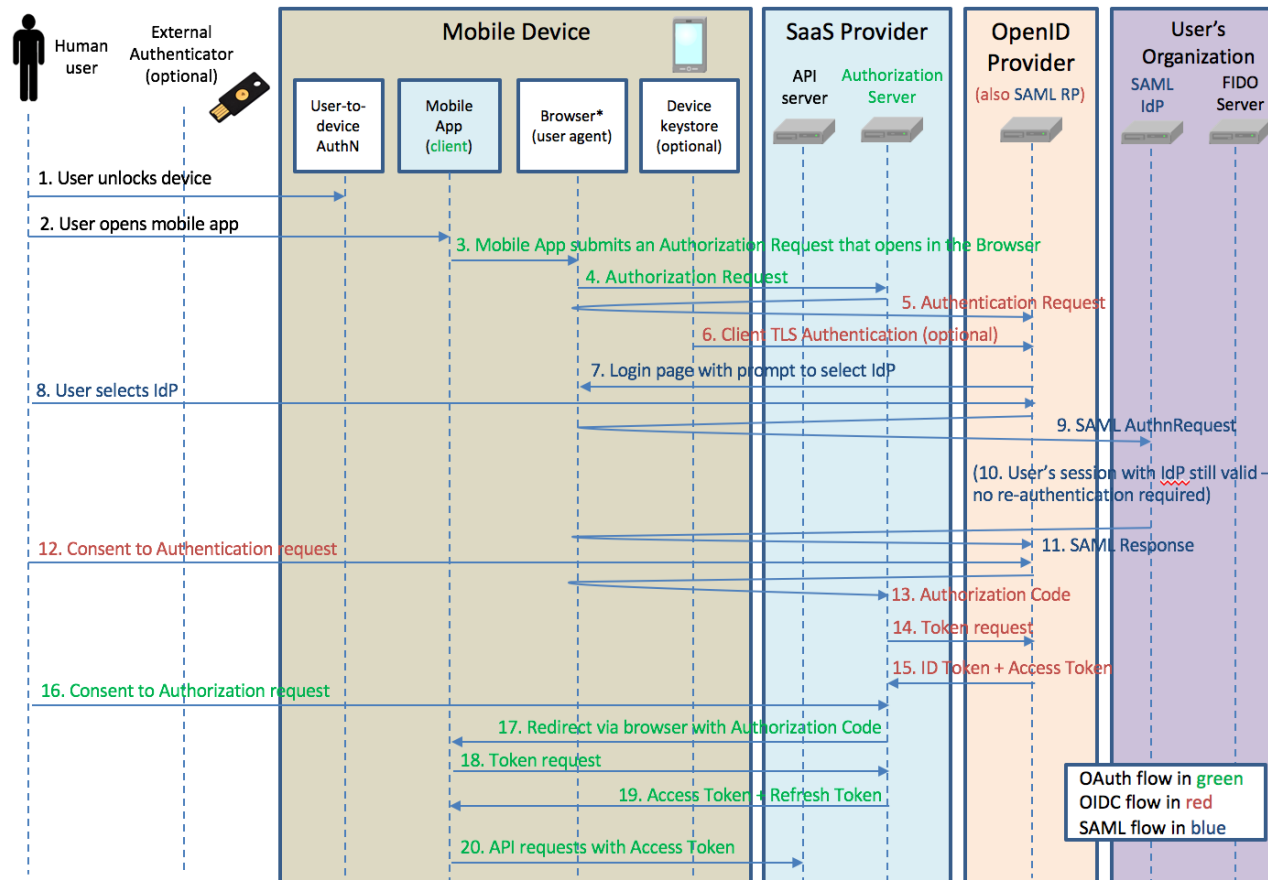 Human
user
External
Authenticator
(optional)
Mobile Device
User-to-
device
AuthN
Mobile
App
(client)
Browser*
(user agent)
Device
keystore
(optional)
SaaS Provider
API
server
Authorization
Server
OpenID
Provider
(also SAML RP)
User's
Organization
SAML
IdP
FIDO
Server
1. User unlocks device
2. User opens mobile app
3. Mobile App submits an Authorization Request that opens in the Browser
4. Authorization Request
5. Authentication Request
6. Client TLS Authentication (optional)
7. Login page with prompt to select IdP
8. User selects IdP
9. SAML AuthnRequest
(10. User's session with IdP still valid –
no re-authentication required)
11. SAML Response
12. Consent to Authentication request
13. Authorization Code
14. Token request
15. ID Token + Access Token
16. Consent to Authorization request
17. Redirect via browser with Authorization Code
18. Token request
19. Access Token + Refresh Token
20. API requests with Access Token
OAuth flow in green
OIDC flow in red
SAML flow in blue